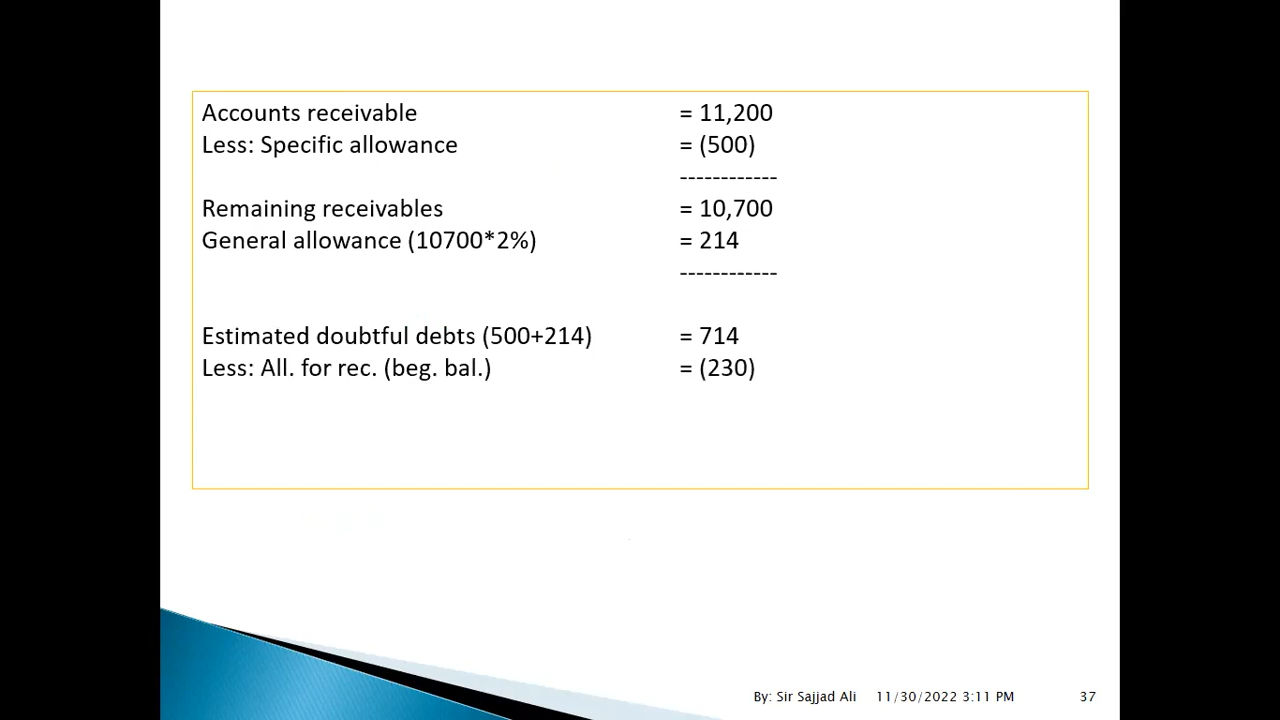 Accounts receivable = 11,200
Less: Specific allowance = (500)
------------
Remaining receivables = 10,700
General allowance (10700*2%) = 214
------------
Estimated doubtful debts (500+214) = 714
Less: All. for rec. (beg. bal.) = (230)
By: Sir Sajjad Ali 11/30/2022 3:11 PM 37